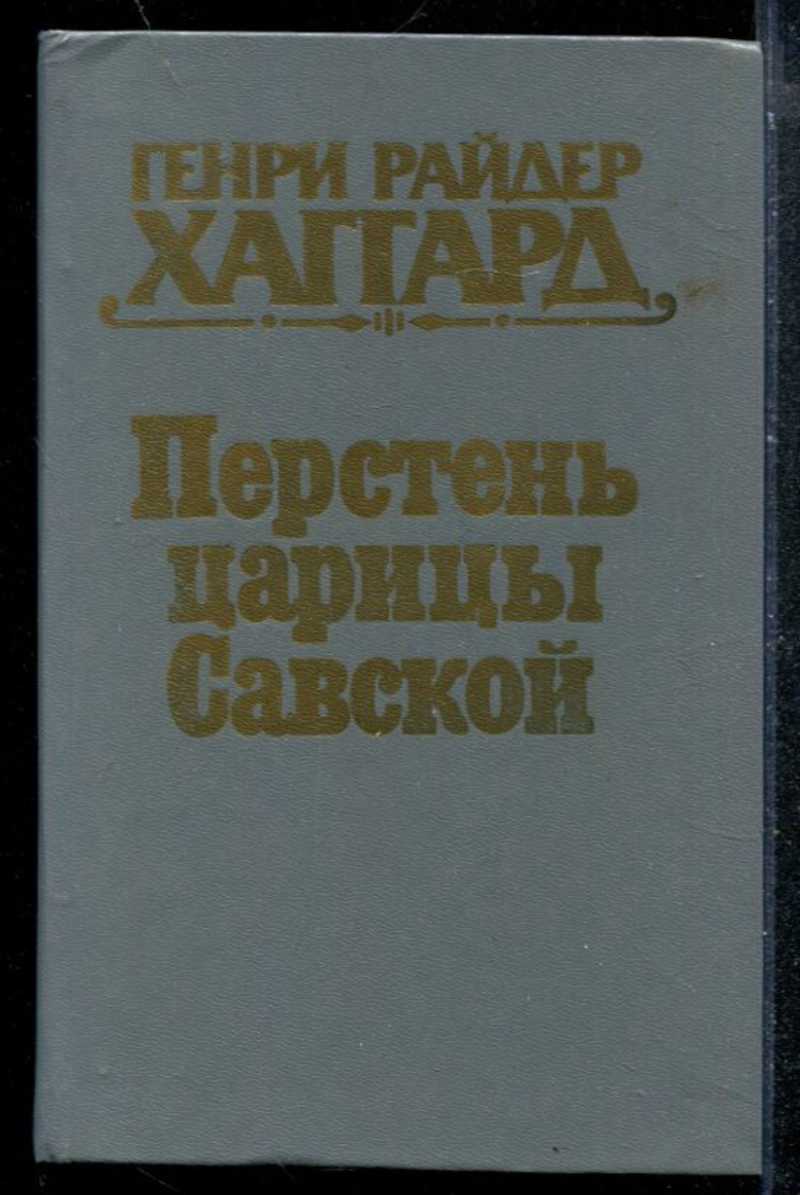 ГЕНРИ РАЙДЕР
ХАГГАРД
Перстень
царицы
Савской